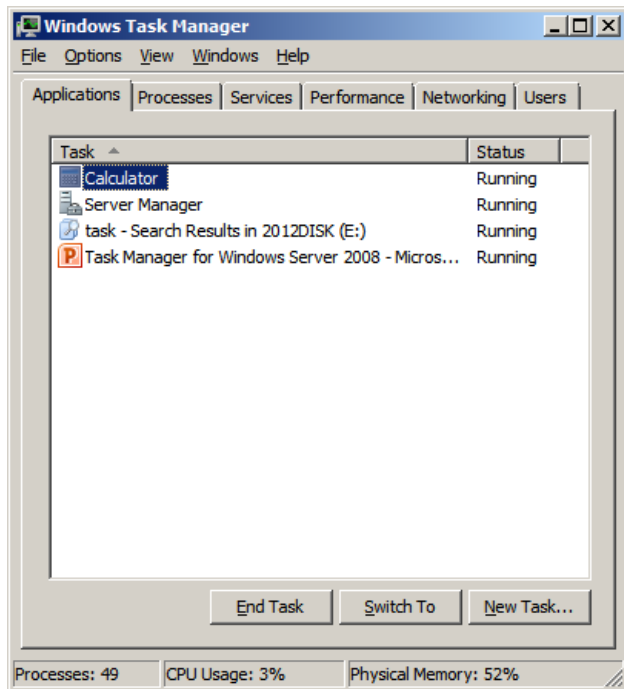 Windows Task Manager
File Options View Windows Help
Applications Processes Services Performance Networking Users
Task Status
Calculator Running
Server Manager Running
task - Search Results in 2012DISK (E:) Running
P Task Manager for Windows Server 2008 - Micros... Running
End Task Switch To New Task...
Processes: 49 CPU Usage: 3% Physical Memory: 52%